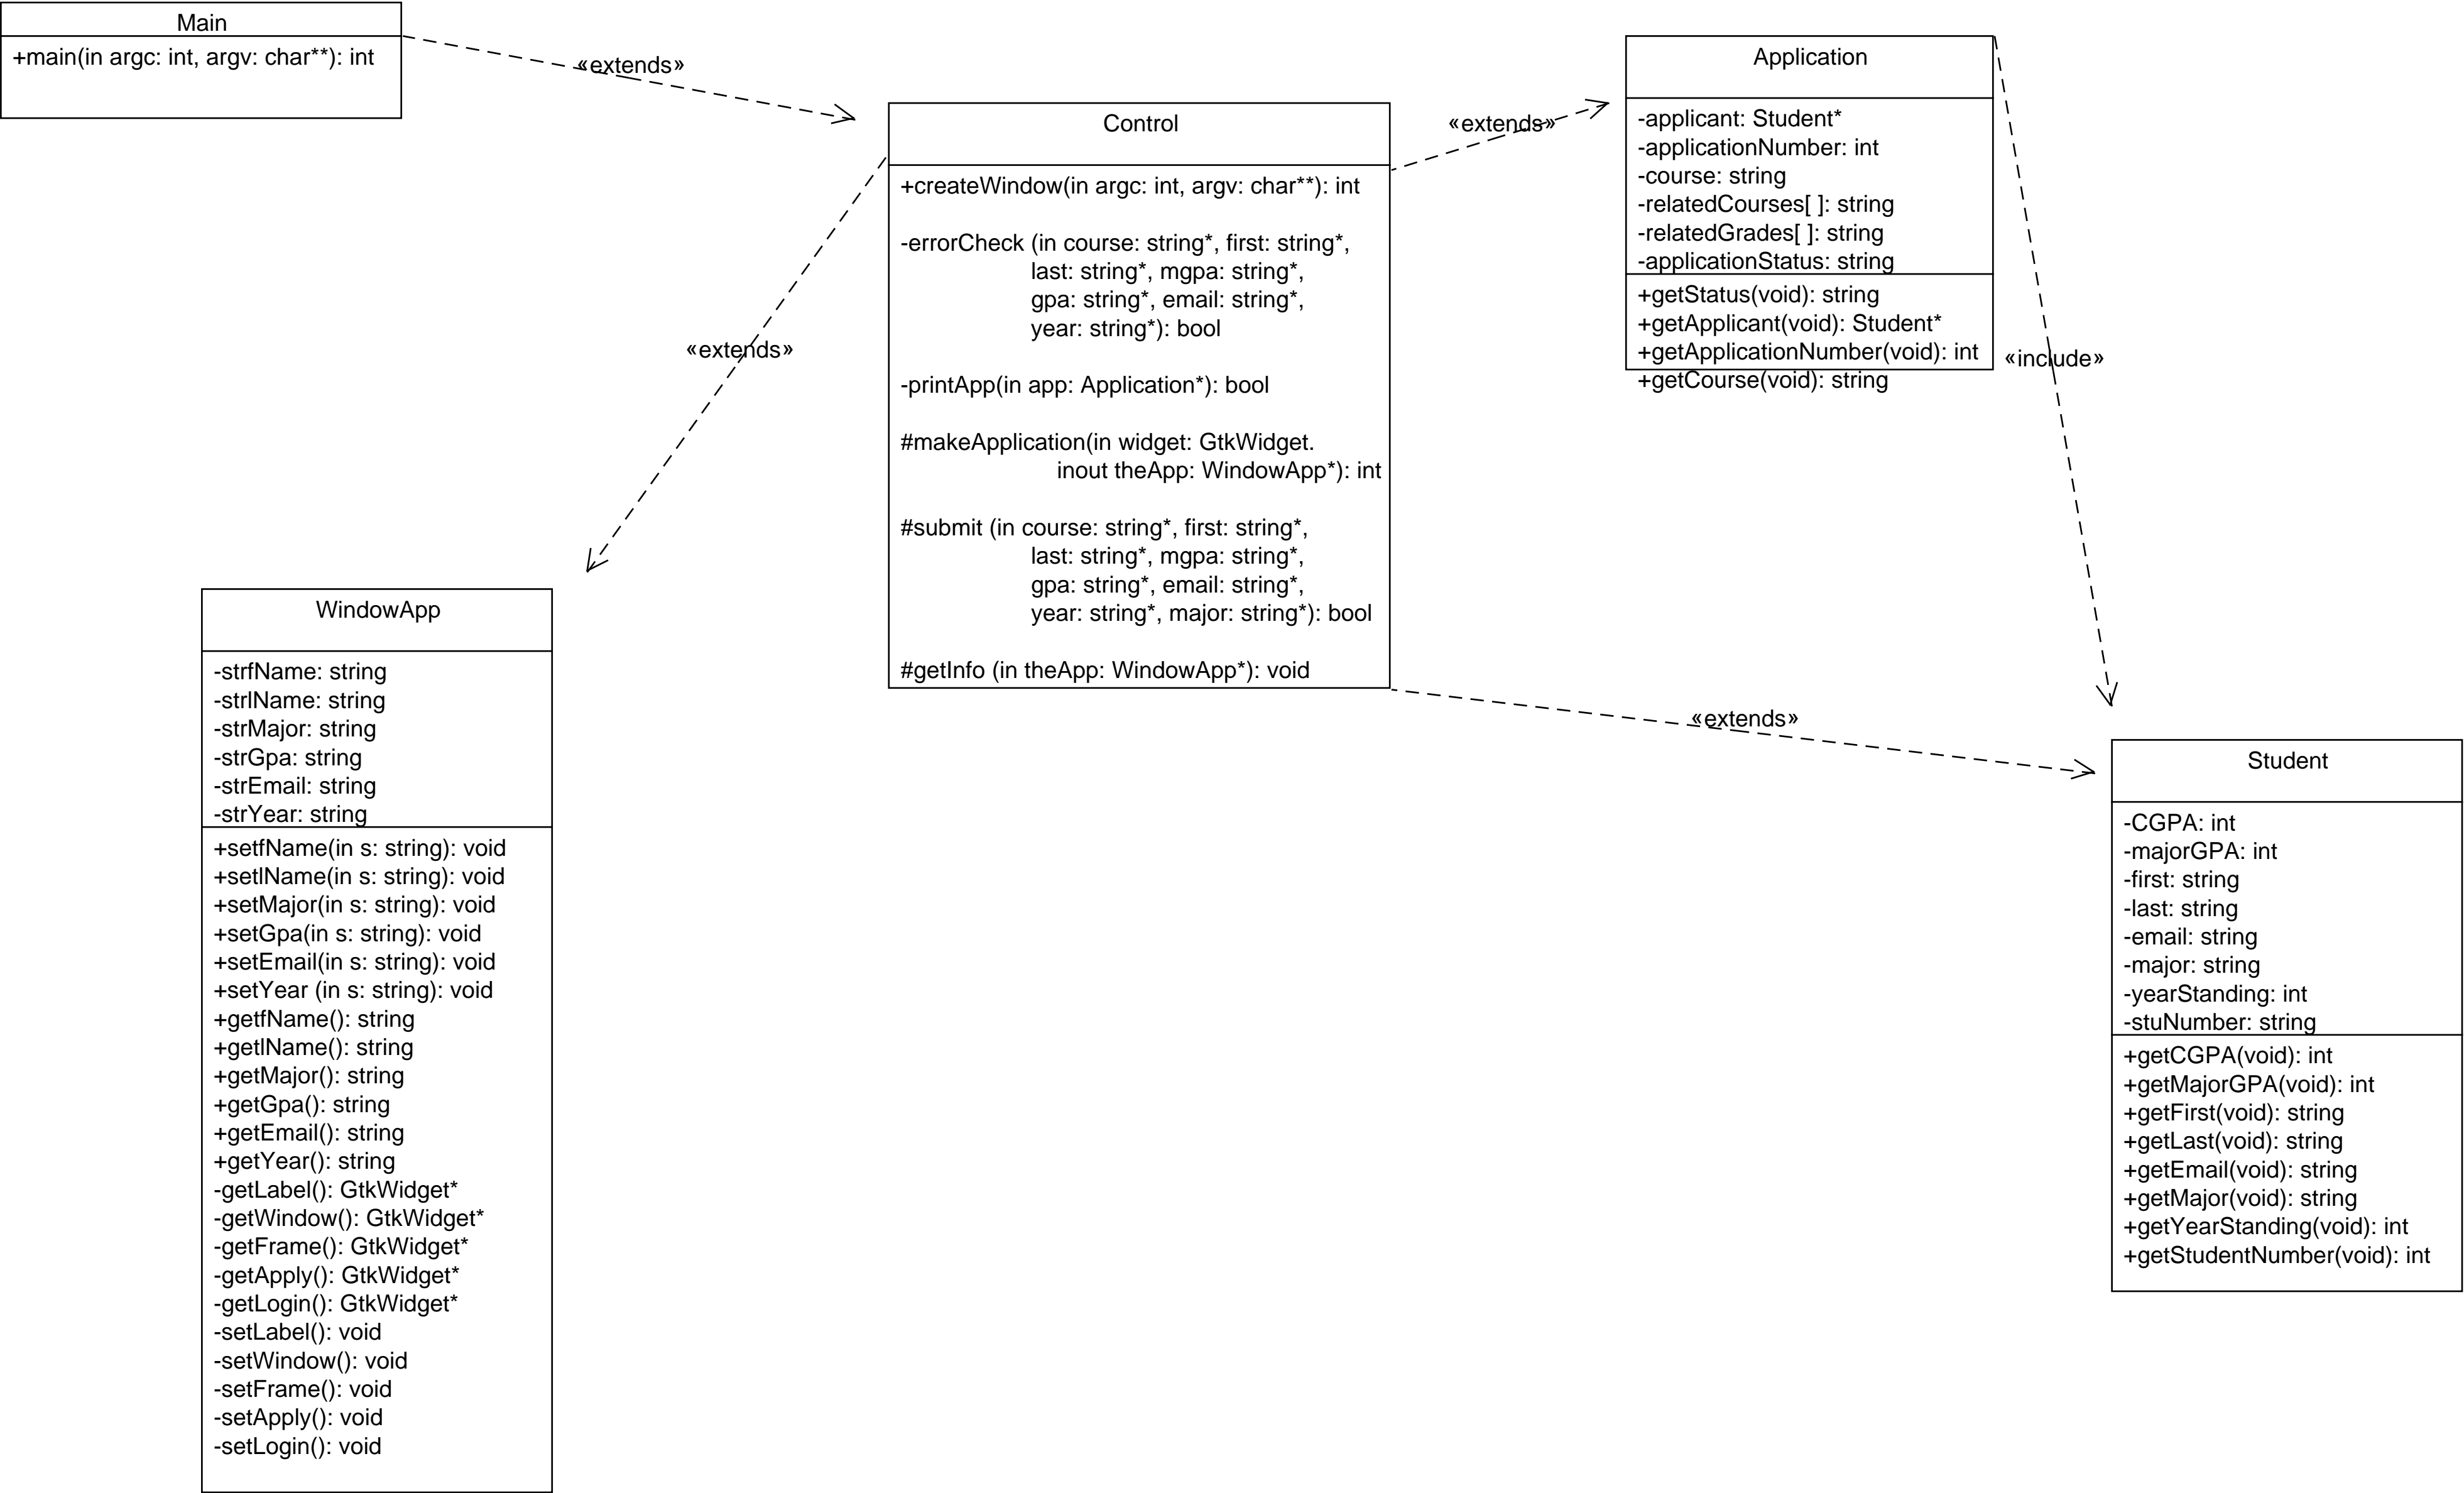 Main
+main(in argc: int, argv: char**): int
«extends»
Control
+createWindow(in argc: int, argv: char**): int
-errorCheck (in course: string*, first: string*,
last: string*, mgpa: string*,
gpa: string*, email: string*,
year: string*): bool
-printApp(in app: Application*): bool
#makeApplication(in widget: GtkWidget.
inout theApp: WindowApp*): int
#submit (in course: string*, first: string*,
last: string*, mgpa: string*,
gpa: string*, email: string*,
year: string*, major: string*): bool
#getInfo (in theApp: WindowApp*): void
«extends»
Application
-applicant: Student*
-applicationNumber: int
-course: string
-relatedCourses[ ]: string
-relatedGrades[ ]: string
-applicationStatus: string
+getStatus(void): string
+getApplicant(void): Student*
+getApplicationNumber(void): int
+getCourse(void): string
«include»
«extends»
WindowApp
-strfName: string
-strlName: string
-strMajor: string
-strGpa: string
-strEmail: string
-strYear: string
+setfName(in s: string): void
+setlName(in s: string): void
+setMajor(in s: string): void
+setGpa(in s: string): void
+setEmail(in s: string): void
+setYear (in s: string): void
+getfName(): string
+getlName(): string
+getMajor(): string
+getGpa(): string
+getEmail(): string
+getYear(): string
-getLabel(): GtkWidget*
-getWindow(): GtkWidget*
-getFrame(): GtkWidget*
-getApply(): GtkWidget*
-getLogin(): GtkWidget*
-setLabel(): void
-setWindow(): void
-setFrame(): void
-setApply(): void
-setLogin(): void
«extends»
Student
-CGPA: int
-majorGPA: int
-first: string
-last: string
-email: string
-major: string
-yearStanding: int
-stuNumber: string
+getCGPA(void): int
+getMajorGPA(void): int
+getFirst(void): string
+getLast(void): string
+getEmail(void): string
+getMajor(void): string
+getYearStanding(void): int
+getStudentNumber(void): int